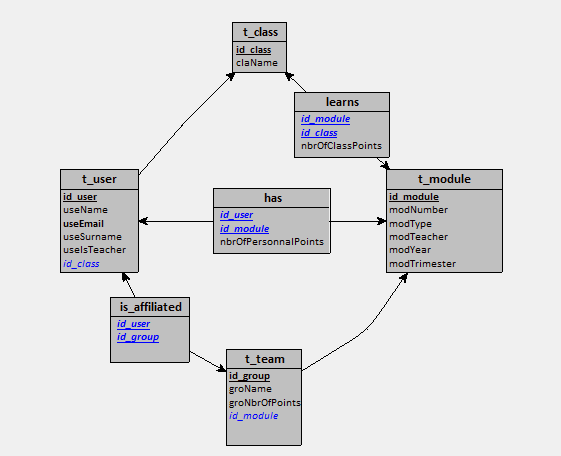 t_class
id_class
claName
learns
id_module
id_class
nbrOfClassPoints
t_user
id_user
useName
useEmail
useSurname
useIsTeacher
id_class
has
id_user
id_module
nbrOfPersonnalPoints
t_module
id_module
modNumber
modType
modTeacher
modYear
modTrimester
is_affiliated
id_user
id_group
t_team
id_group
groName
groNbrOfPoints
id_module